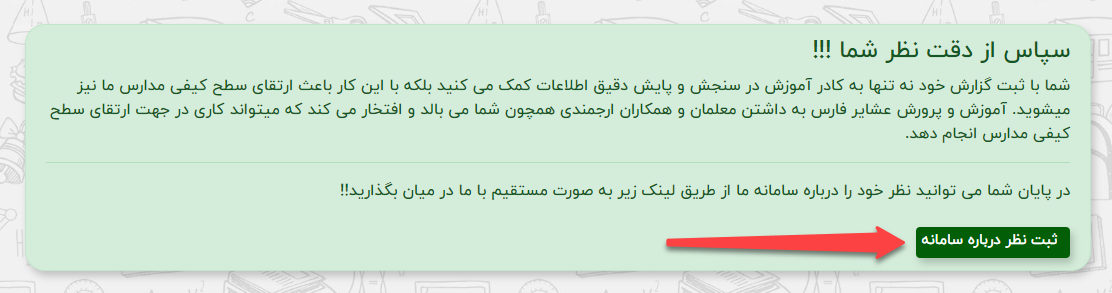 سپاس از دقت نظر شما !!!
شما با ثبت گزارش خود نه تنها به کادر آموزش در سنجش و پایش دقیق اطلاعات کمک می کنید بلکه با این کار باعث ارتقای سطح کیفی مدارس ما نیز
میشوید. آموزش و پرورش عشایر فارس به داشتن معلمان و همکاران ارجمندی همچون شما می بالد و افتخار می کند که میتواند کاری در جهت ارتقای سطح
کیفی مدارس انجام دهد.
در پایان شما می توانید نظر خود را درباره سامانه ما از طریق لینک زیر به صورت مستقیم با ما در میان بگذارید!!
ثبت نظر درباره سامانه